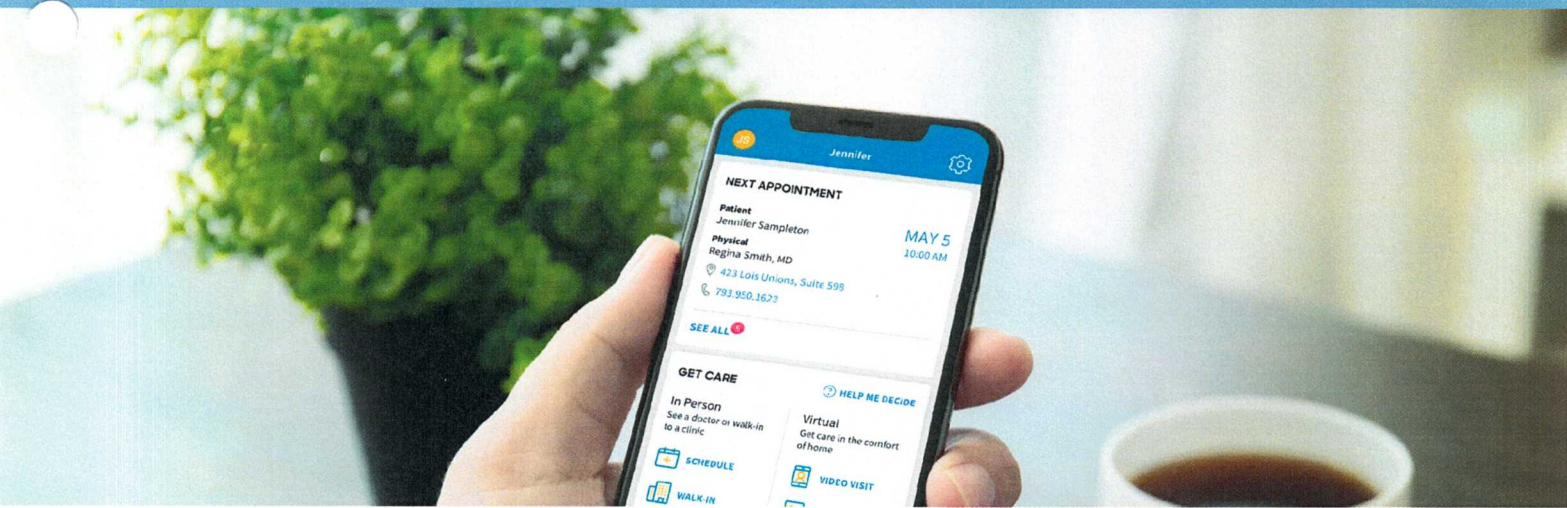 JS
Jennifer
NEXT APPOINTMENT
Patient
Jennifer Sampleton
MAY 5
10:00 AM
Physical
Regina Smith, MD
423 Lois Unions, Suite 598
793.950.1623
SEE ALL 5
GET CARE
HELP ME DECIDE
In Person
See a doctor or walk-in
to a clinic
SCHEDULE
WALK-IN
Virtual
Get care in the comfort
of home
VIDEO VISIT